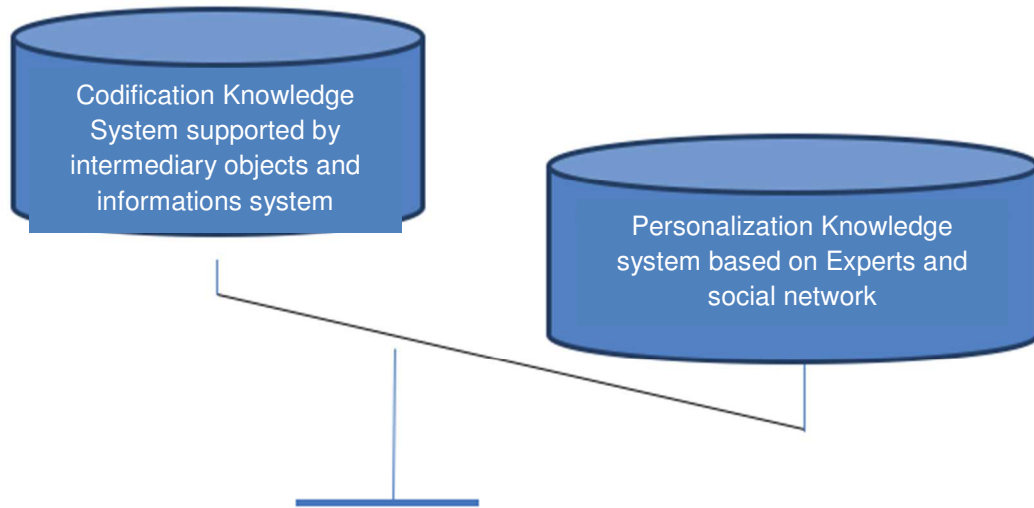 Codification Knowledge
System supported by
intermediary objects and
informations system
Personalization Knowledge
system based on Experts and
social network